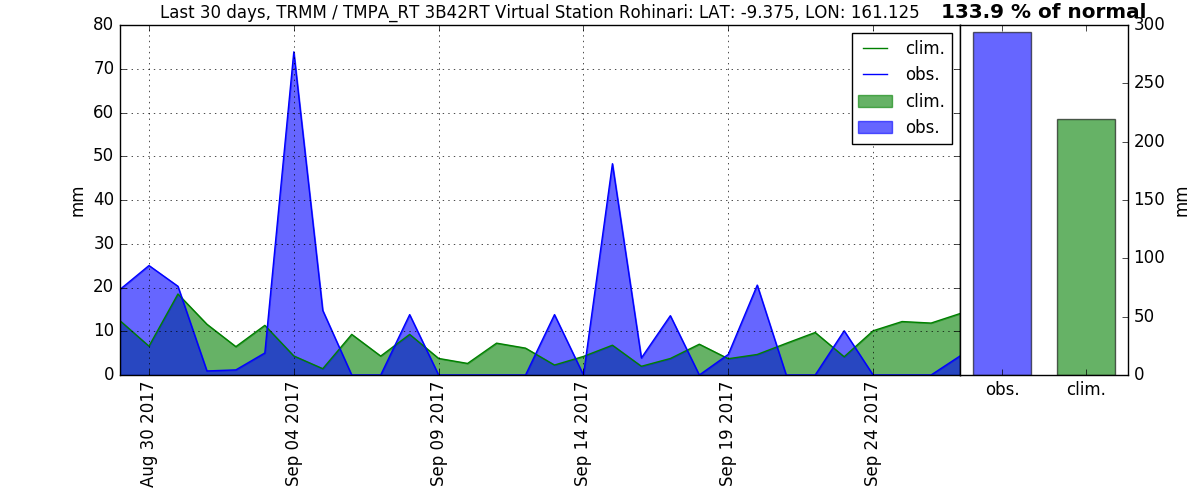 Last 30 days, TRMM / TMPA_RT 3B42RT Virtual Station Rohinari: LAT: -9.375, LON: 161.125
133.9 % of normal
80
70
60
50
40
30
20
10
0
mm
clim.
obs.
clim.
obs.
Aug 30 2017
Sep 04 2017
Sep 09 2017
Sep 14 2017
Sep 19 2017
Sep 24 2017
300
250
200
150
100
50
0
mm
obs.
clim.